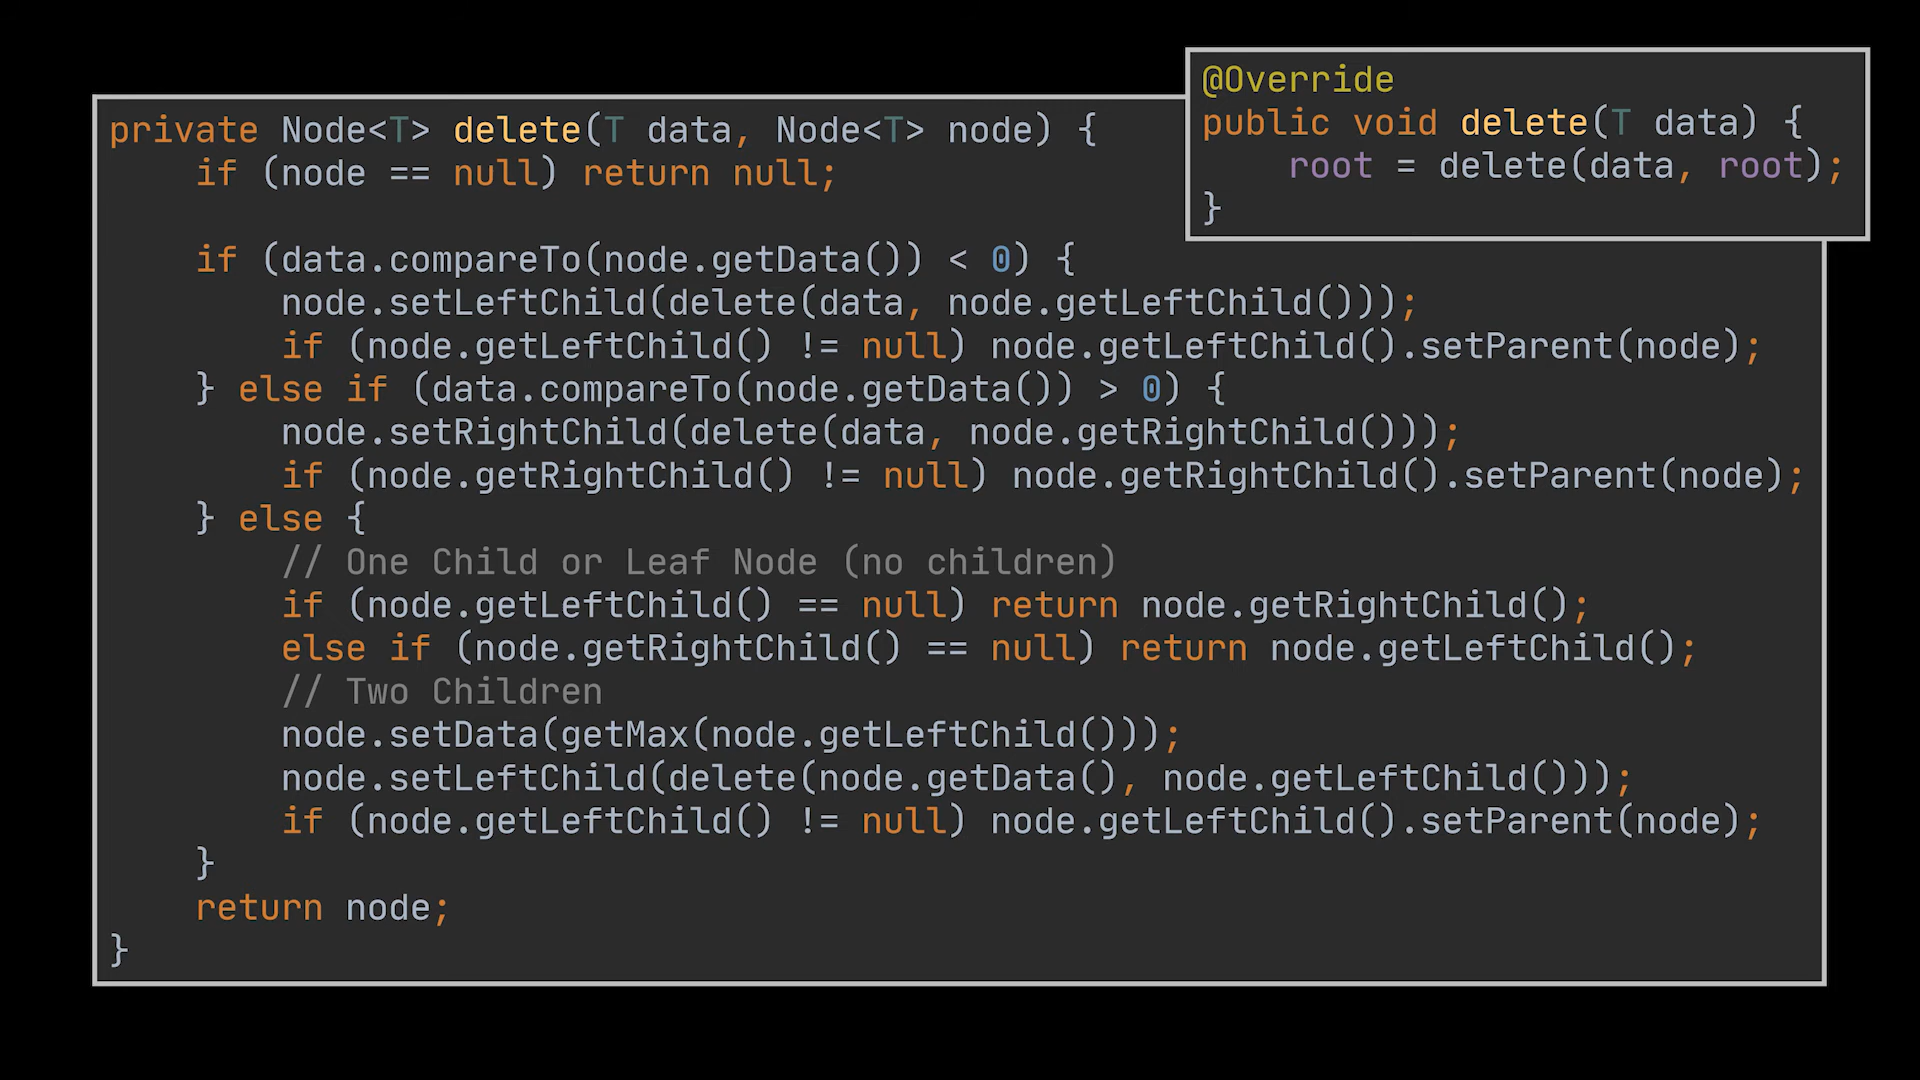 @Override
public void delete(T data) {
    root = delete(data, root);
}
private Node<T> delete(T data, Node<T> node) {
    if (node == null) return null;

    if (data.compareTo(node.getData()) < 0) {
        node.setLeftChild(delete(data, node.getLeftChild()));
        if (node.getLeftChild() != null) node.getLeftChild().setParent(node);
    } else if (data.compareTo(node.getData()) > 0) {
        node.setRightChild(delete(data, node.getRightChild()));
        if (node.getRightChild() != null) node.getRightChild().setParent(node);
    } else {
        // One Child or Leaf Node (no children)
        if (node.getLeftChild() == null) return node.getRightChild();
        else if (node.getRightChild() == null) return node.getLeftChild();
        // Two Children
        node.setData(getMax(node.getLeftChild()));
        node.setLeftChild(delete(node.getData(), node.getLeftChild()));
        if (node.getLeftChild() != null) node.getLeftChild().setParent(node);
    }
    return node;
}